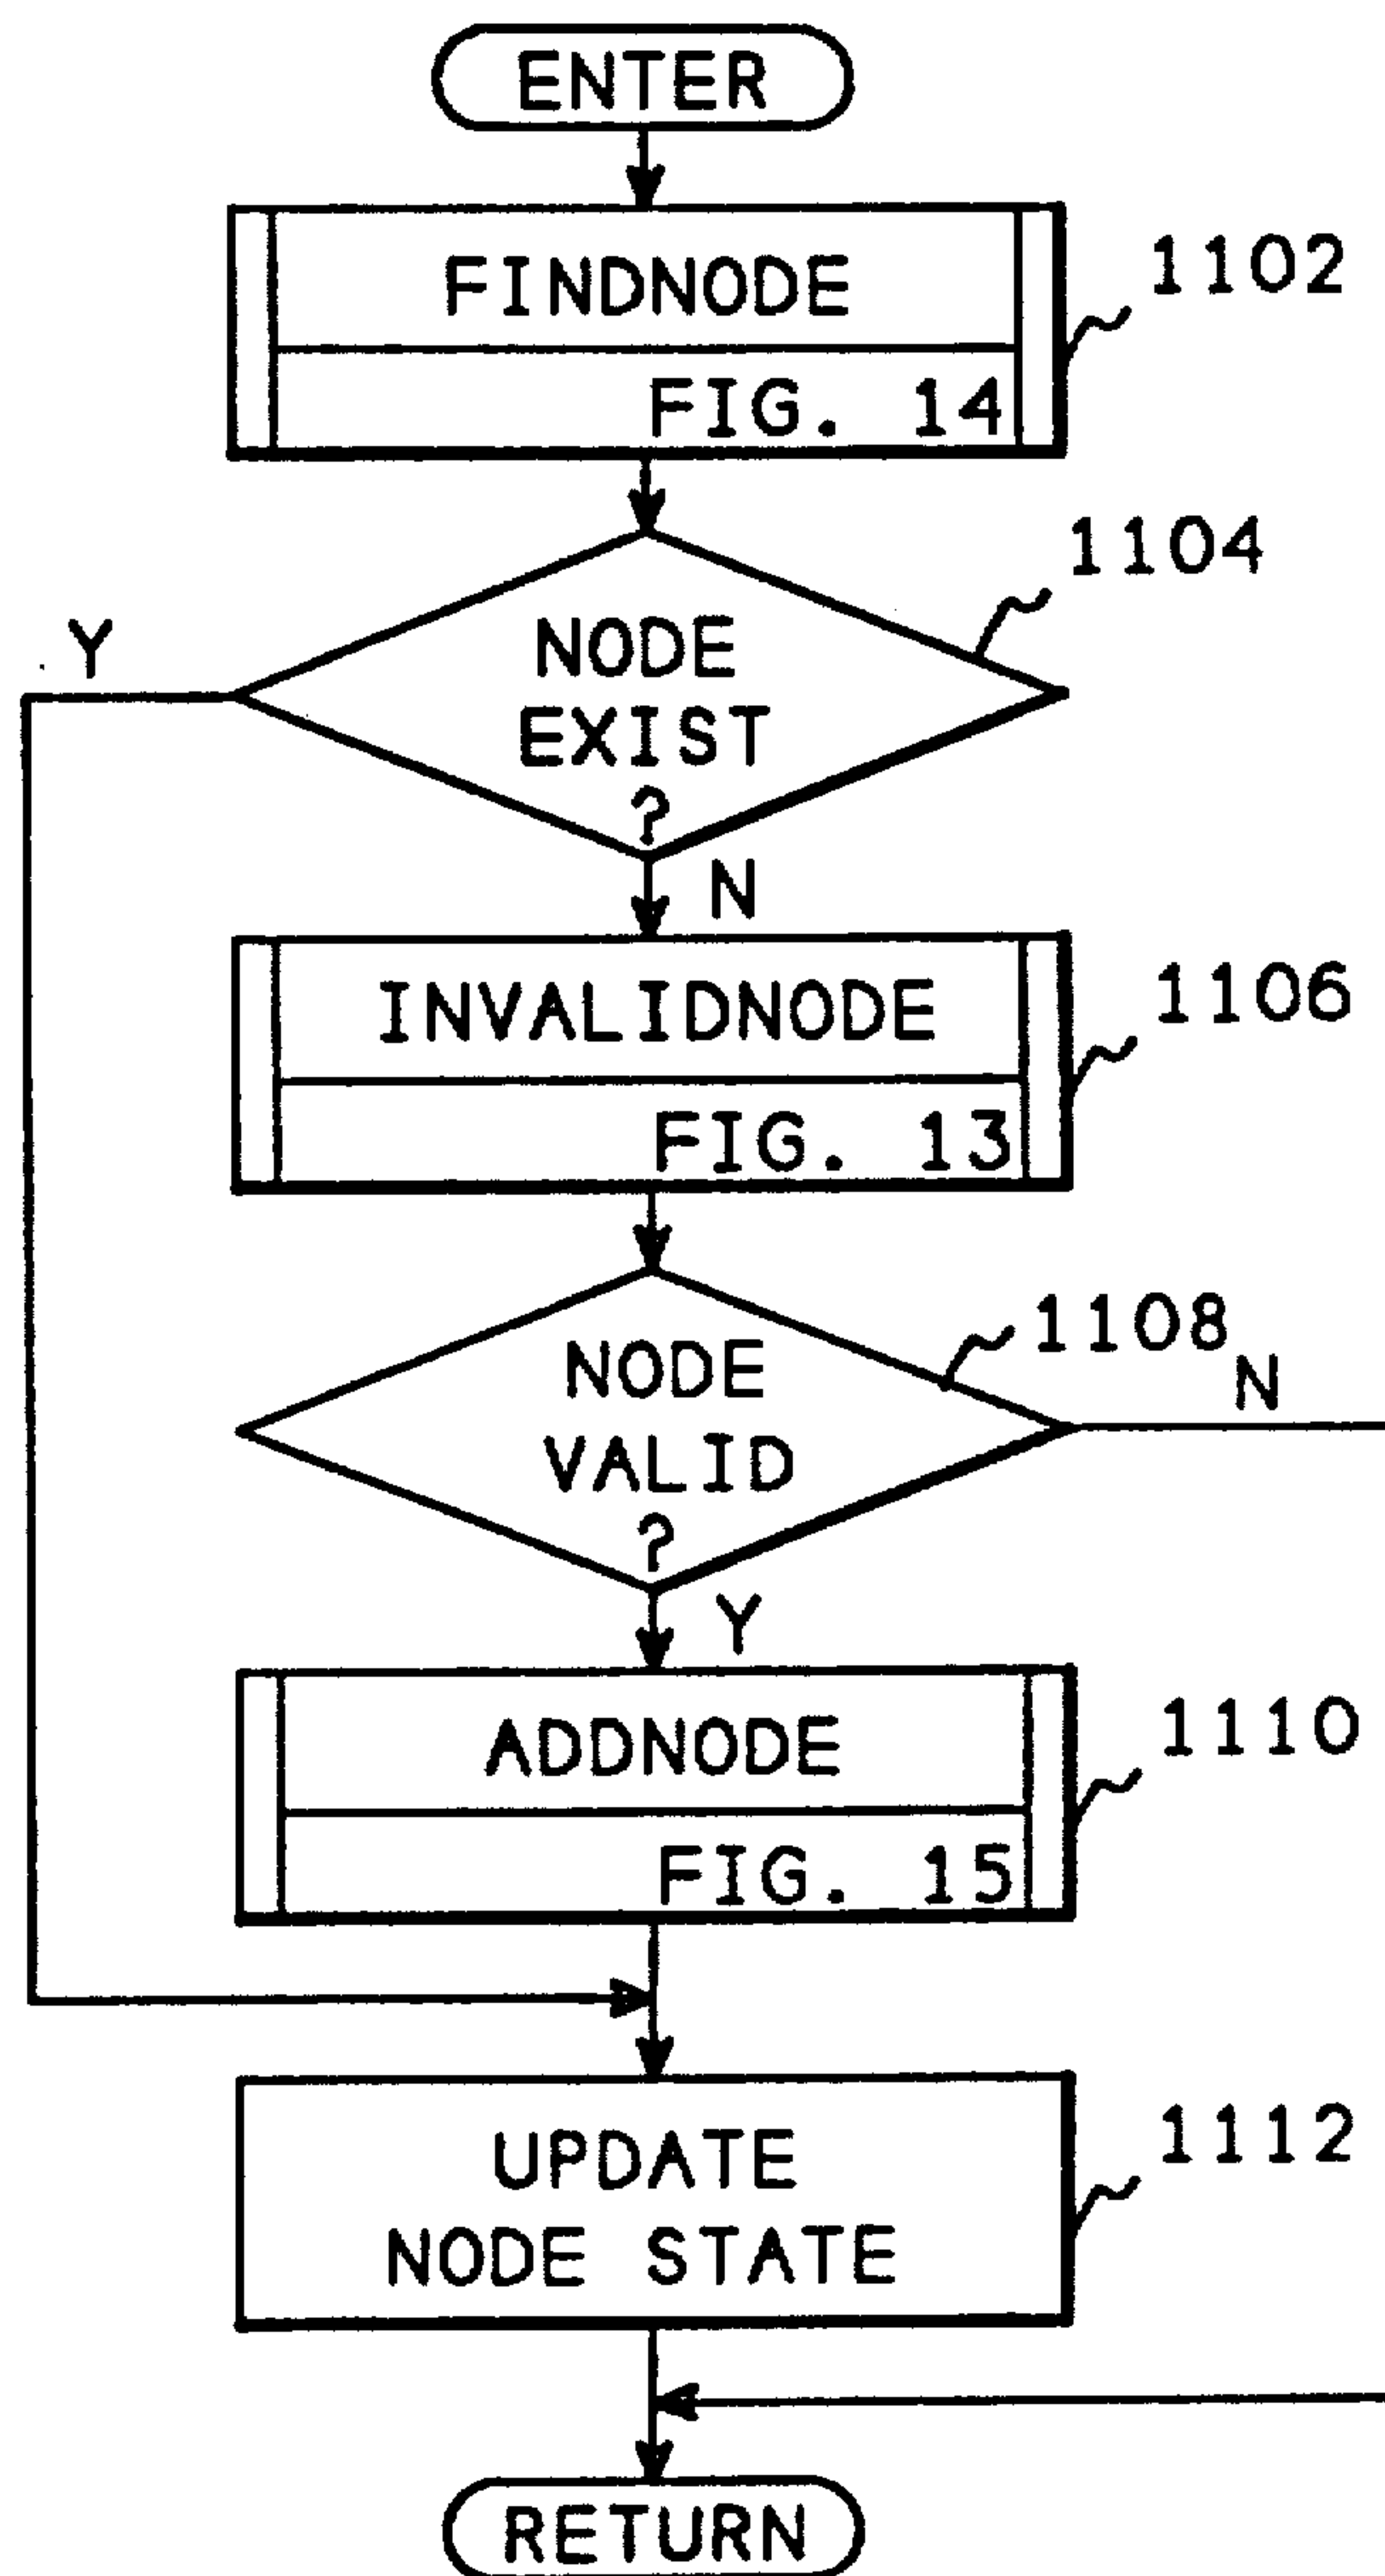 ENTER
FINDNODE
1102
FIG. 14
1104
Y
NODE
EXIST
?
N
INVALIDNODE
1106
FIG. 13
1108
NODE
N
VALID
?
Y
ADDNODE
1110
FIG. 15
UPDATE
1112
NODE STATE
RETURN